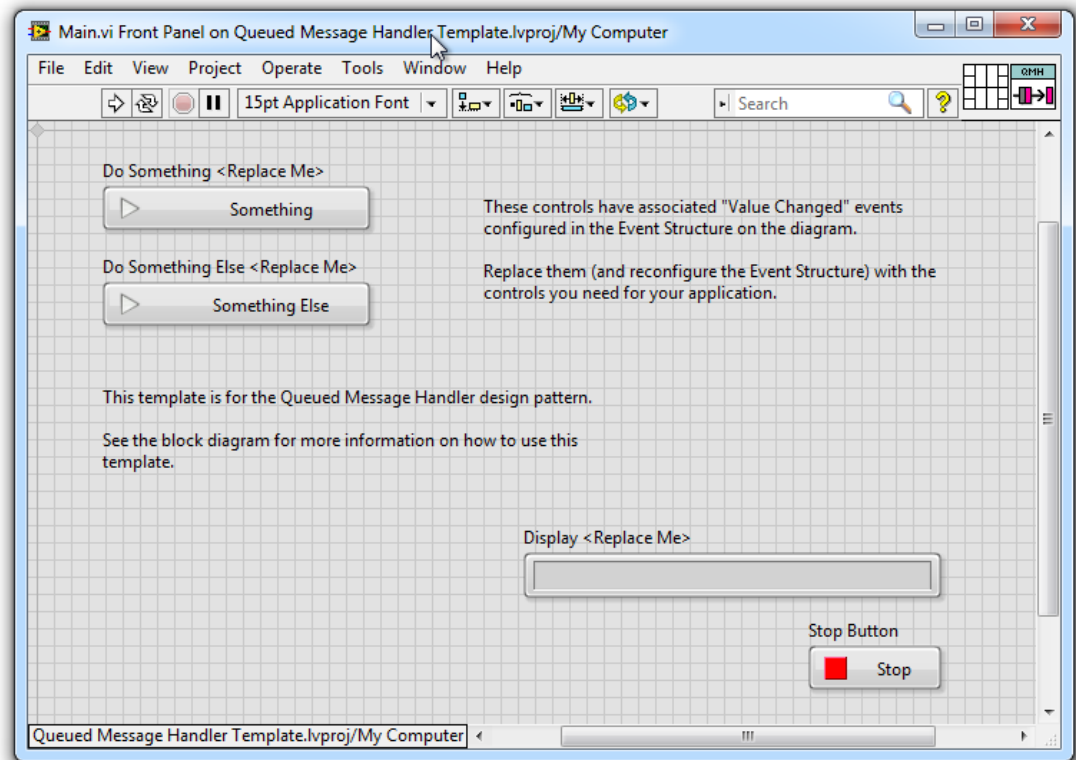 Main.vi Front Panel on Queued Message Handler Template.lvproj/My Computer
File Edit View Project Operate Tools Window Help
15pt Application Font
Search
?
QMH
Do Something <Replace Me>
Something
These controls have associated "Value Changed" events
configured in the Event Structure on the diagram.
Do Something Else <Replace Me>
Something Else
Replace them (and reconfigure the Event Structure) with the
controls you need for your application.
This template is for the Queued Message Handler design pattern.
See the block diagram for more information on how to use this
template.
Display <Replace Me>
Stop Button
Stop
Queued Message Handler Template.lvproj/My Computer